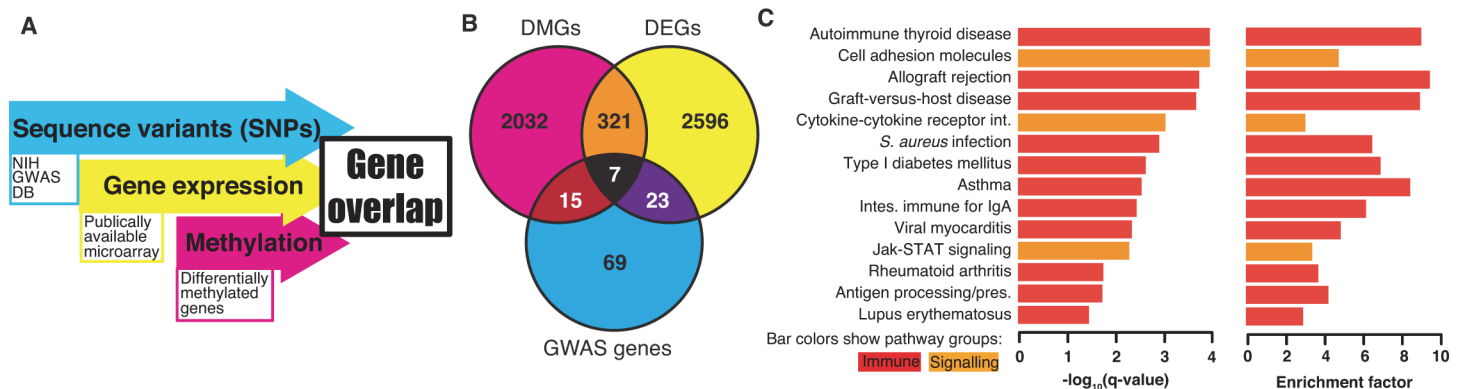 A
Sequence variants (SNPs)
NIH
GWAS
DB
Gene expression
Publically
available
microarray
Methylation
Differentially
methylated
genes
Gene
overlap
B
DMGs
DEGs
2032
321
2596
7
15
23
69
GWAS genes
C
Autoimmune thyroid disease
Cell adhesion molecules
Allograft rejection
Graft-versus-host disease
Cytokine-cytokine receptor int.
S. aureus infection
Type I diabetes mellitus
Asthma
Intes. immune for IgA
Viral myocarditis
Jak-STAT signaling
Rheumatoid arthritis
Antigen processing/pres.
Lupus erythematosus
Bar colors show pathway groups:
Immune Signalling
0 1 2 3 4
-log10(q-value)
0 2 4 6 8 10
Enrichment factor